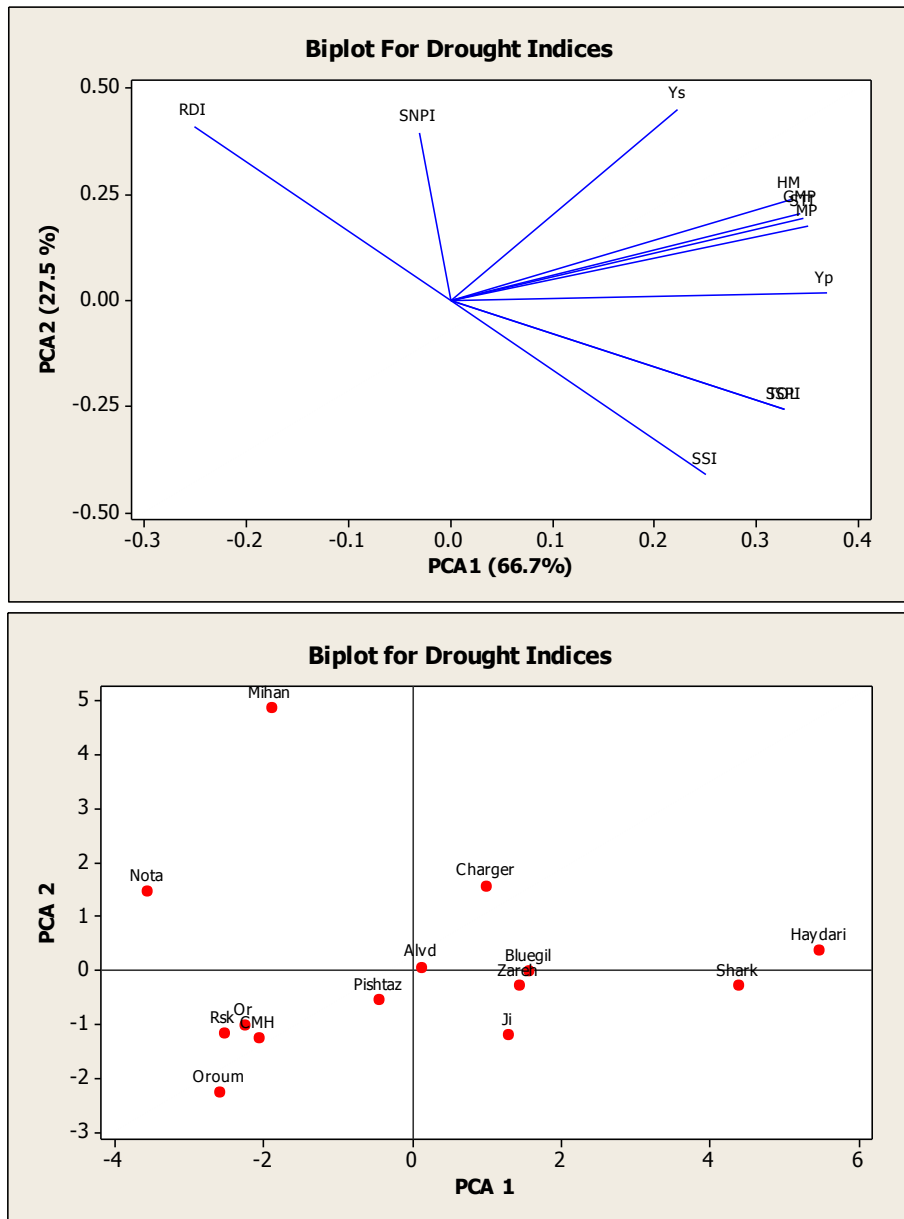 Biplot For Drought Indices
0.50
0.25
0.00
-0.25
-0.50
PCA2 (27.5 %)
RDI
SNPI
Ys
HM
GMP
STI
MP
Yp
SSPI
TOL
SSI
-0.3 -0.2 -0.1 0.0 0.1 0.2 0.3 0.4
PCA1 (66.7%)
Biplot for Drought Indices
5
4
3
2
1
0
-1
-2
-3
PCA 2
Mihan
Nota
Charger
Haydari
Alvd
Bluegil
Zareh
Shark
Pishtaz
Or
Rsk
CMH
Ji
Oroum
-4 -2 0 2 4 6
PCA 1